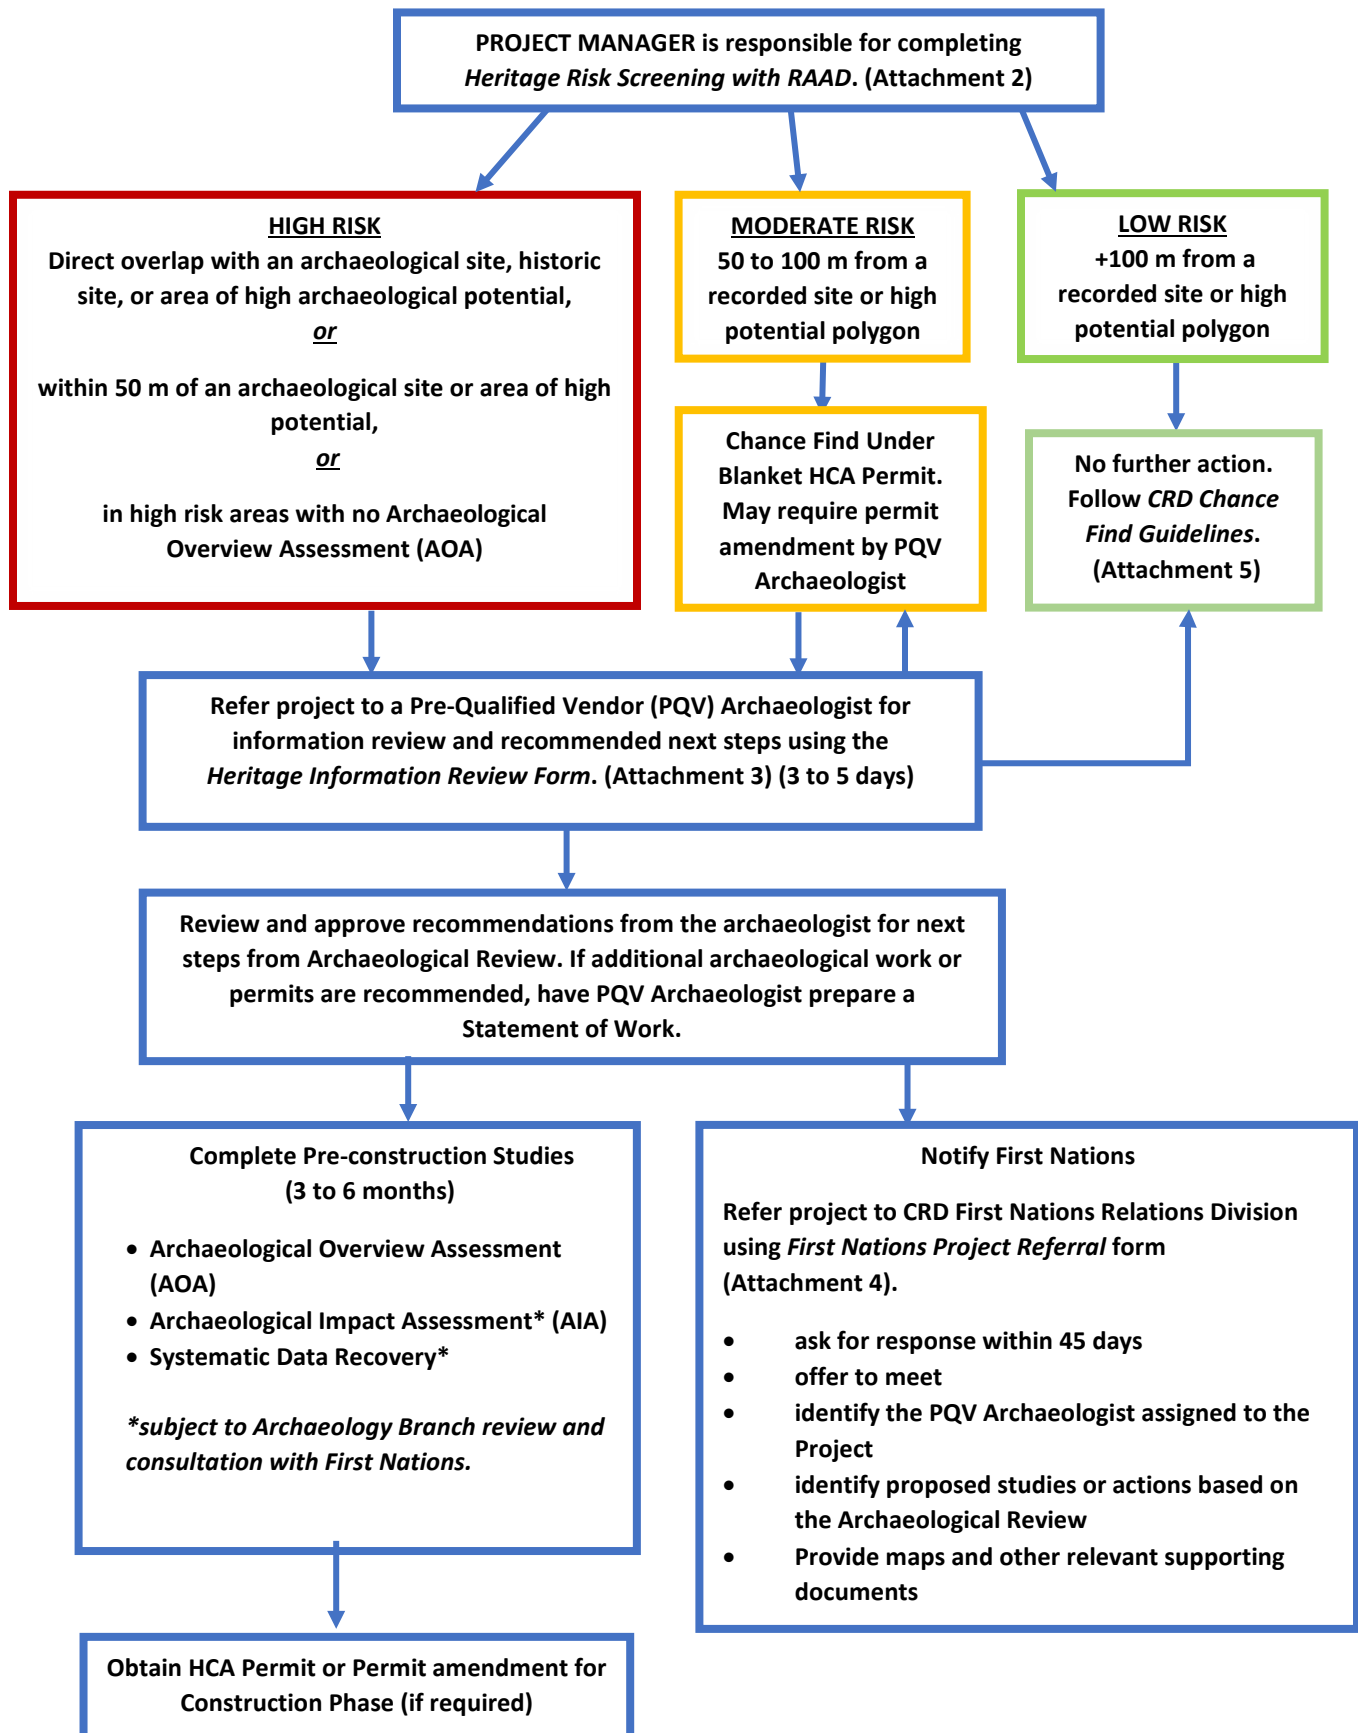 PROJECT MANAGER is responsible for completing
Heritage Risk Screening with RAAD. (Attachment 2)
HIGH RISK
Direct overlap with an archaeological site, historic
site, or area of high archaeological potential,
or
within 50 m of an archaeological site or area of high
potential,
or
in high risk areas with no Archaeological
Overview Assessment (AOA)
MODERATE RISK
50 to 100 m from a
recorded site or high
potential polygon
LOW RISK
+100 m from a
recorded site or high
potential polygon
Chance Find Under
Blanket HCA Permit.
May require permit
amendment by PQV
Archaeologist
No further action.
Follow CRD Chance
Find Guidelines.
(Attachment 5)
Refer project to a Pre-Qualified Vendor (PQV) Archaeologist for
information review and recommended next steps using the
Heritage Information Review Form. (Attachment 3) (3 to 5 days)
Review and approve recommendations from the archaeologist for next
steps from Archaeological Review. If additional archaeological work or
permits are recommended, have PQV Archaeologist prepare a
Statement of Work.
Complete Pre-construction Studies
(3 to 6 months)
• Archaeological Overview Assessment
(AOA)
• Archaeological Impact Assessment* (AIA)
• Systematic Data Recovery*
*subject to Archaeology Branch review and
consultation with First Nations.
Notify First Nations
Refer project to CRD First Nations Relations Division
using First Nations Project Referral form
(Attachment 4).
• ask for response within 45 days
• offer to meet
• identify the PQV Archaeologist assigned to the
Project
• identify proposed studies or actions based on
the Archaeological Review
• Provide maps and other relevant supporting
documents
Obtain HCA Permit or Permit amendment for
Construction Phase (if required)